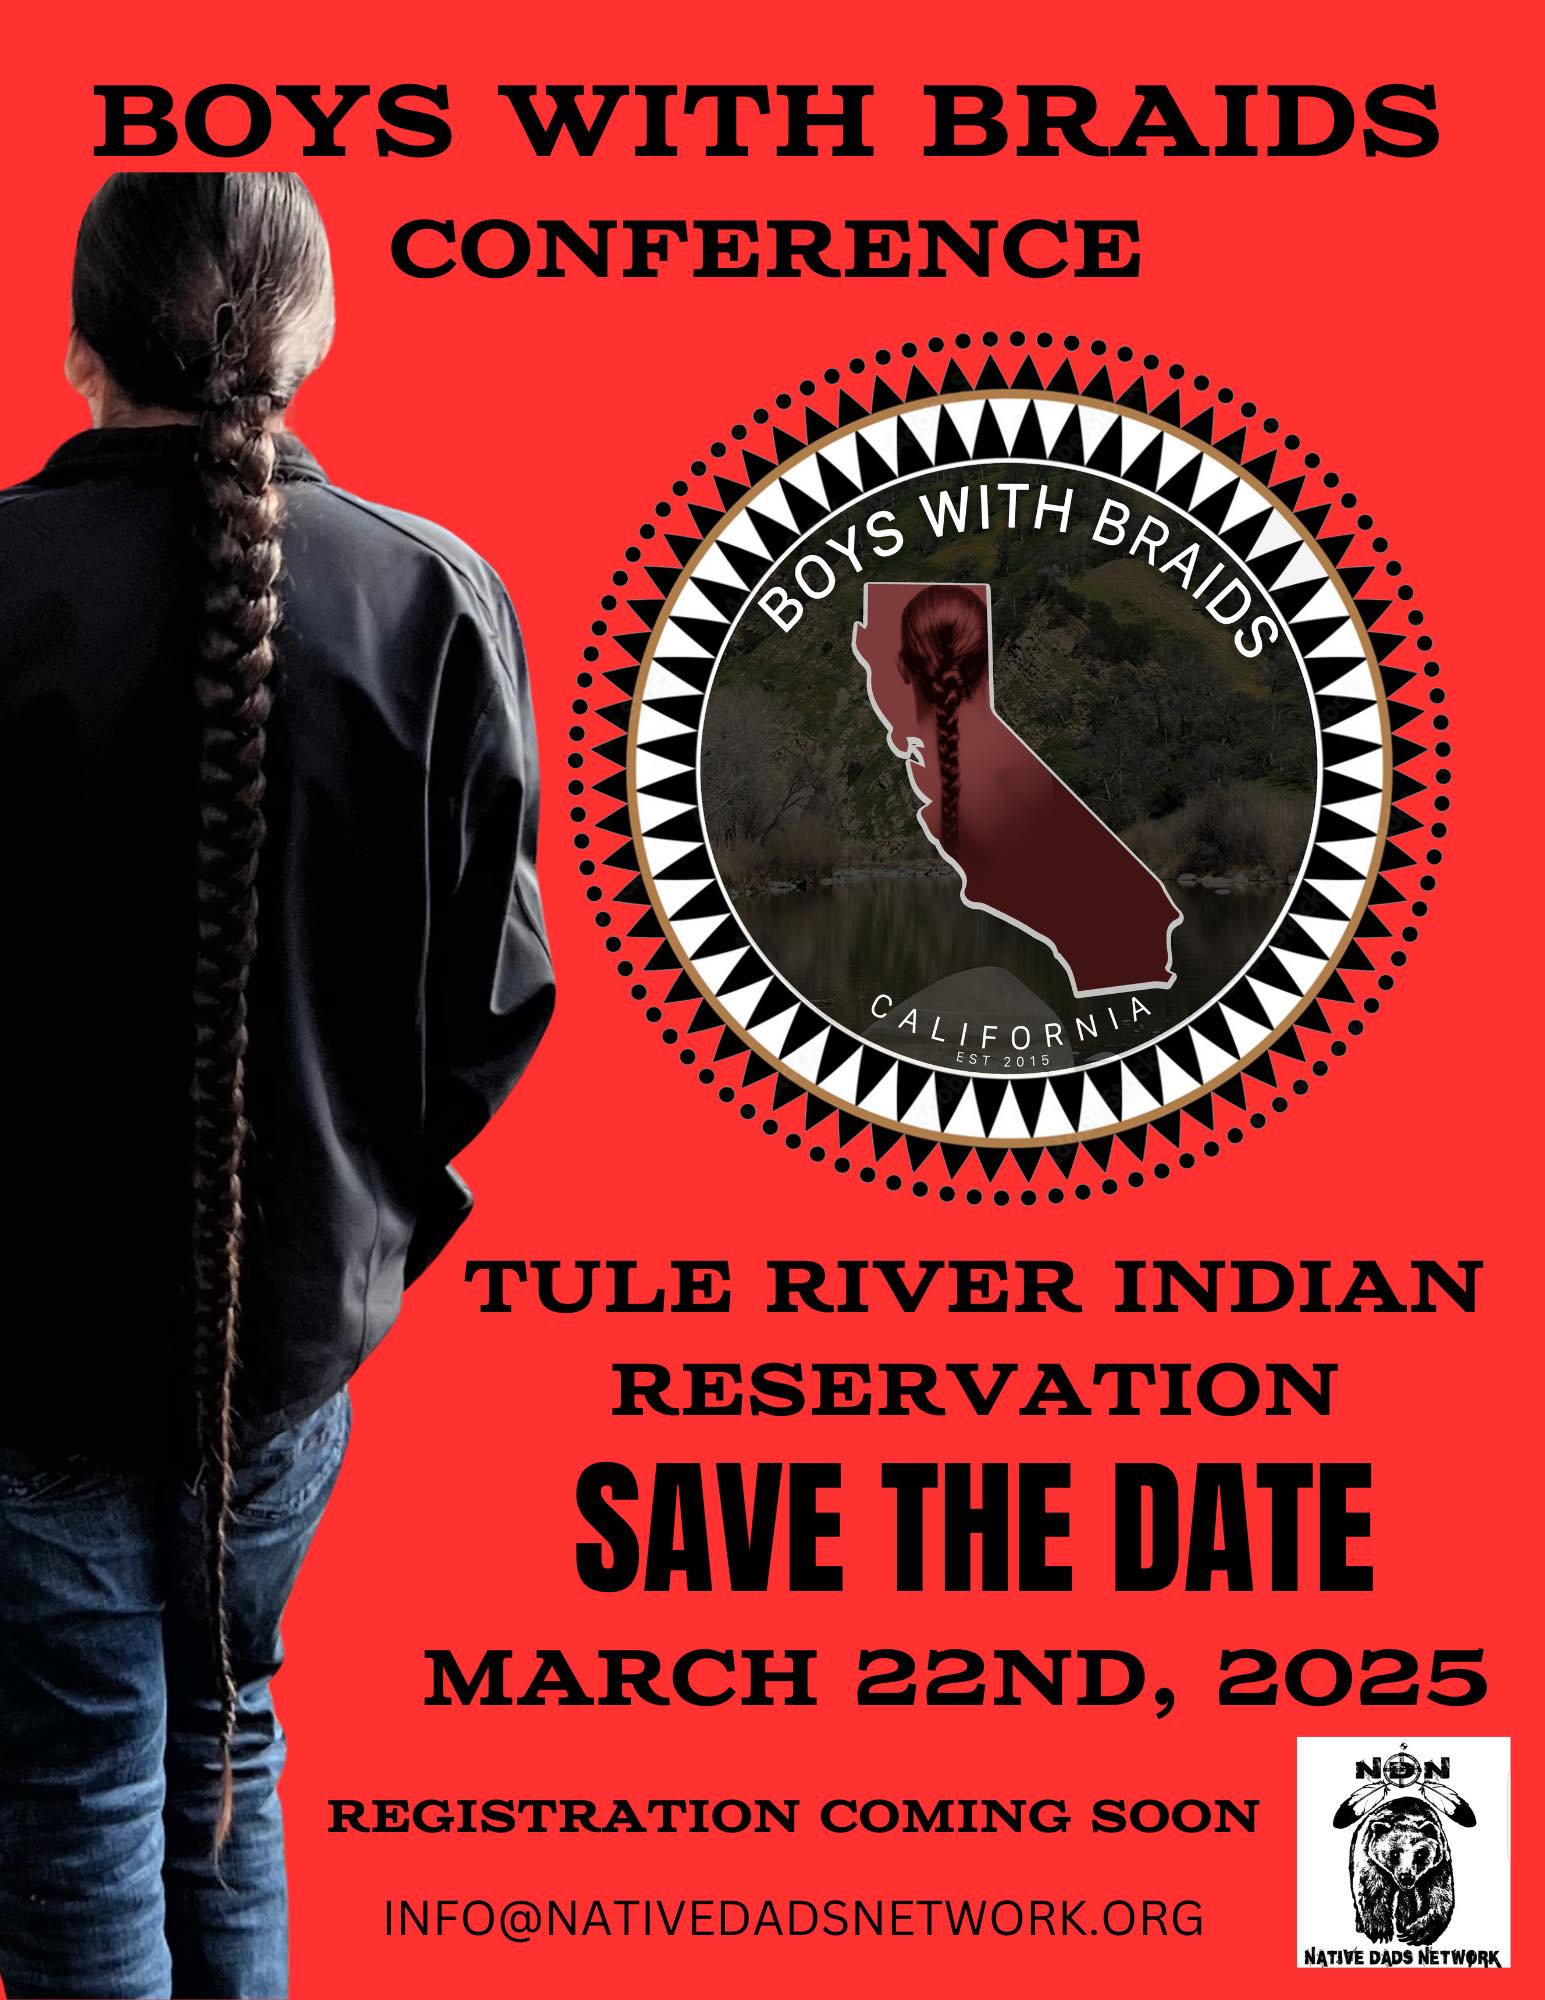 BOYS WITH BRAIDS
CONFERENCE
BOYS WITH BRAIDS
CALIFORNIA
EST 2015
TULE RIVER INDIAN
RESERVATION
SAVE THE DATE
MARCH 22ND, 2025
REGISTRATION COMING SOON
INFO@NATIVEDADSNETWORK.ORG
NDN
NATIVE DADS NETWORK